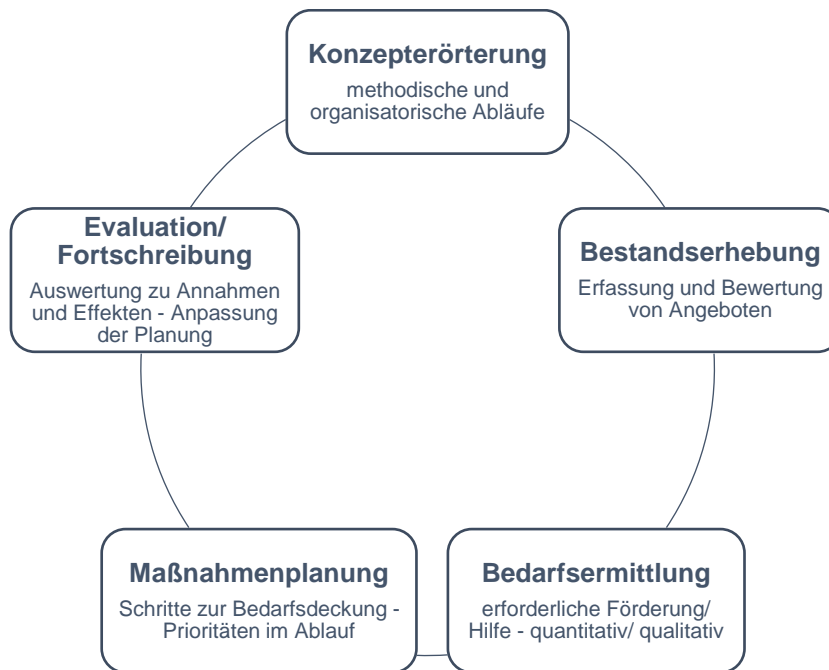 Konzepterörterung
methodische und
organisatorische Abläufe
Bestandserhebung
Erfassung und Bewertung
von Angeboten
Bedarfsermittlung
erforderliche Förderung/
Hilfe - quantitativ/ qualitativ
Maßnahmenplanung
Schritte zur Bedarfsdeckung -
Prioritäten im Ablauf
Evaluation/
Fortschreibung
Auswertung zu Annahmen
und Effekten - Anpassung
der Planung